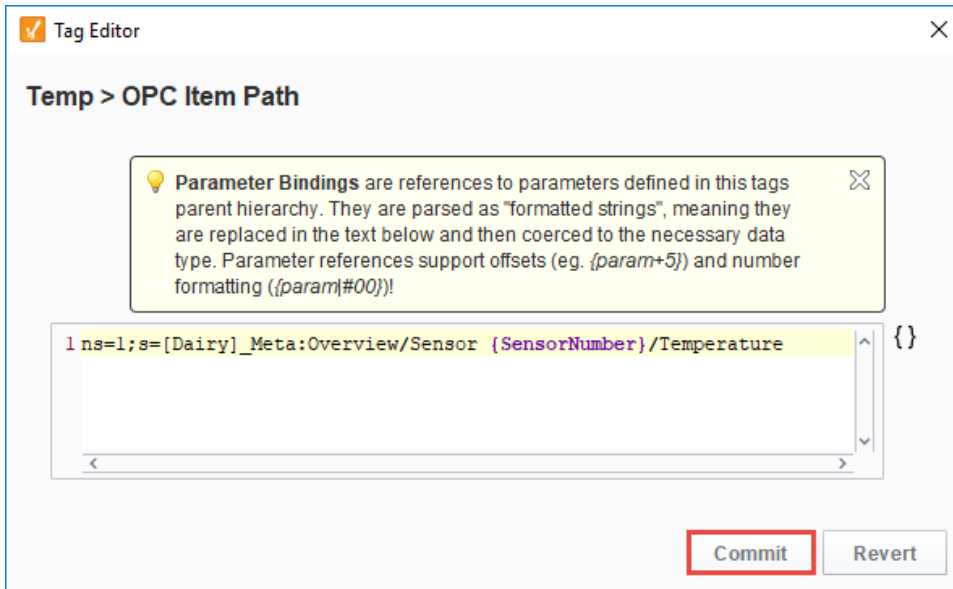 Tag Editor
Temp > OPC Item Path
Parameter Bindings are references to parameters defined in this tags
parent hierarchy. They are parsed as "formatted strings", meaning they
are replaced in the text below and then coerced to the necessary data
type. Parameter references support offsets (eg. {param+5}) and number
formatting ({param|#00})!
1 ns=1;s=[Dairy]_Meta:Overview/Sensor {SensorNumber}/Temperature
{}
Commit Revert